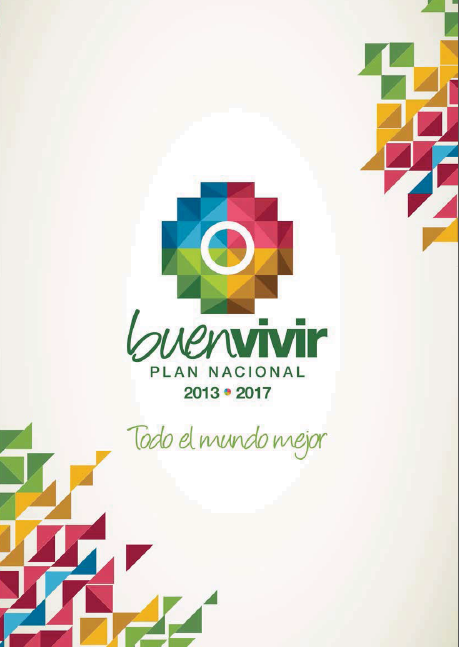 buenvivir
PLAN NACIONAL
2013 • 2017
Todo el mundo mejor